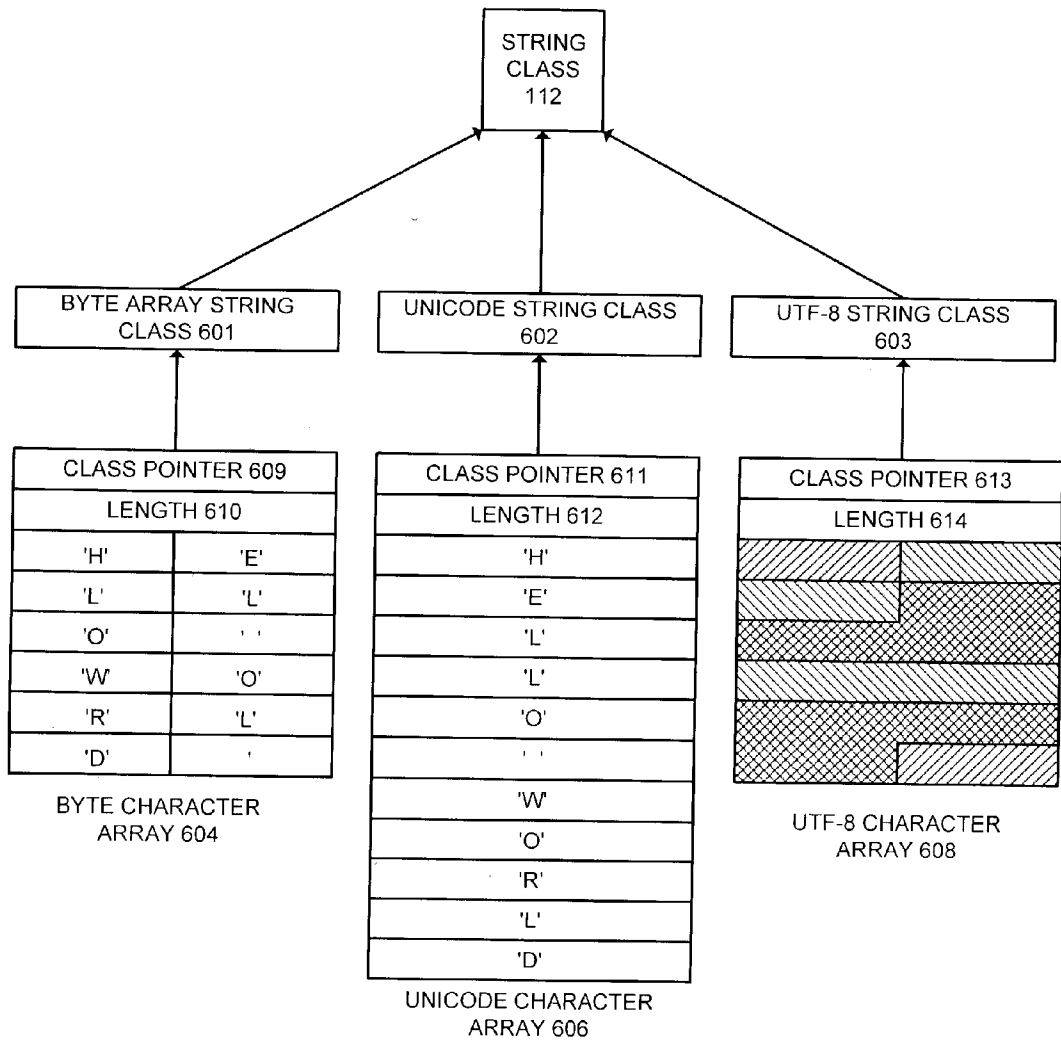 STRING
CLASS
112
BYTE ARRAY STRING
CLASS 601
UNICODE STRING CLASS
602
UTF-8 STRING CLASS
603
CLASS POINTER 609
LENGTH 610
'H' 'E'
'L' 'L'
'O' ' '
'W' 'O'
'R' 'L'
'D' '
BYTE CHARACTER
ARRAY 604
CLASS POINTER 611
LENGTH 612
'H'
'E'
'L'
'L'
'O'
' '
'W'
'O'
'R'
'L'
'D'
UNICODE CHARACTER
ARRAY 606
CLASS POINTER 613
LENGTH 614
UTF-8 CHARACTER
ARRAY 608